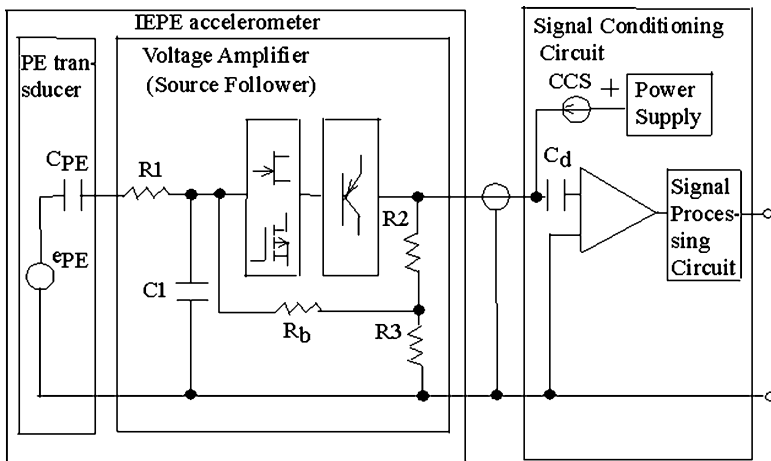 IEPE accelerometer
Signal Conditioning
Circuit
PE tran-
sducer
Voltage Amplifier
(Source Follower)
CCS
+
Power
Supply
CPE
R1
R2
Cd
Signal
Proces-
sing
Circuit
ePE
C1
Rb
R3